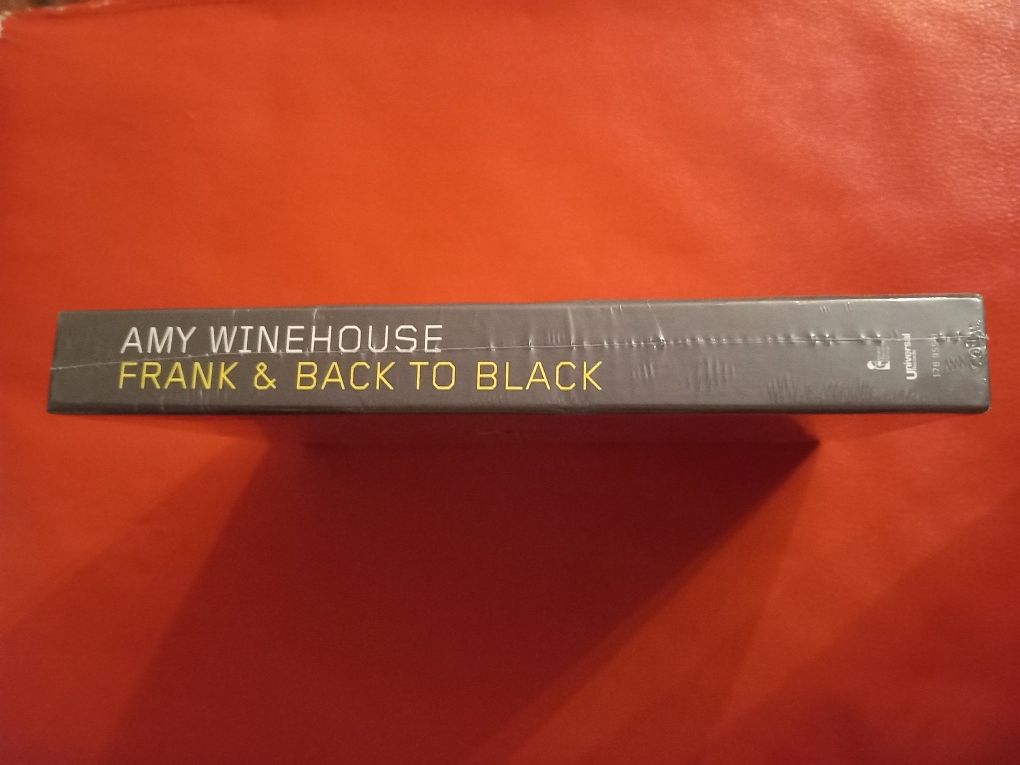 AMY WINEHOUSE
FRANK & BACK TO BLACK
Universal